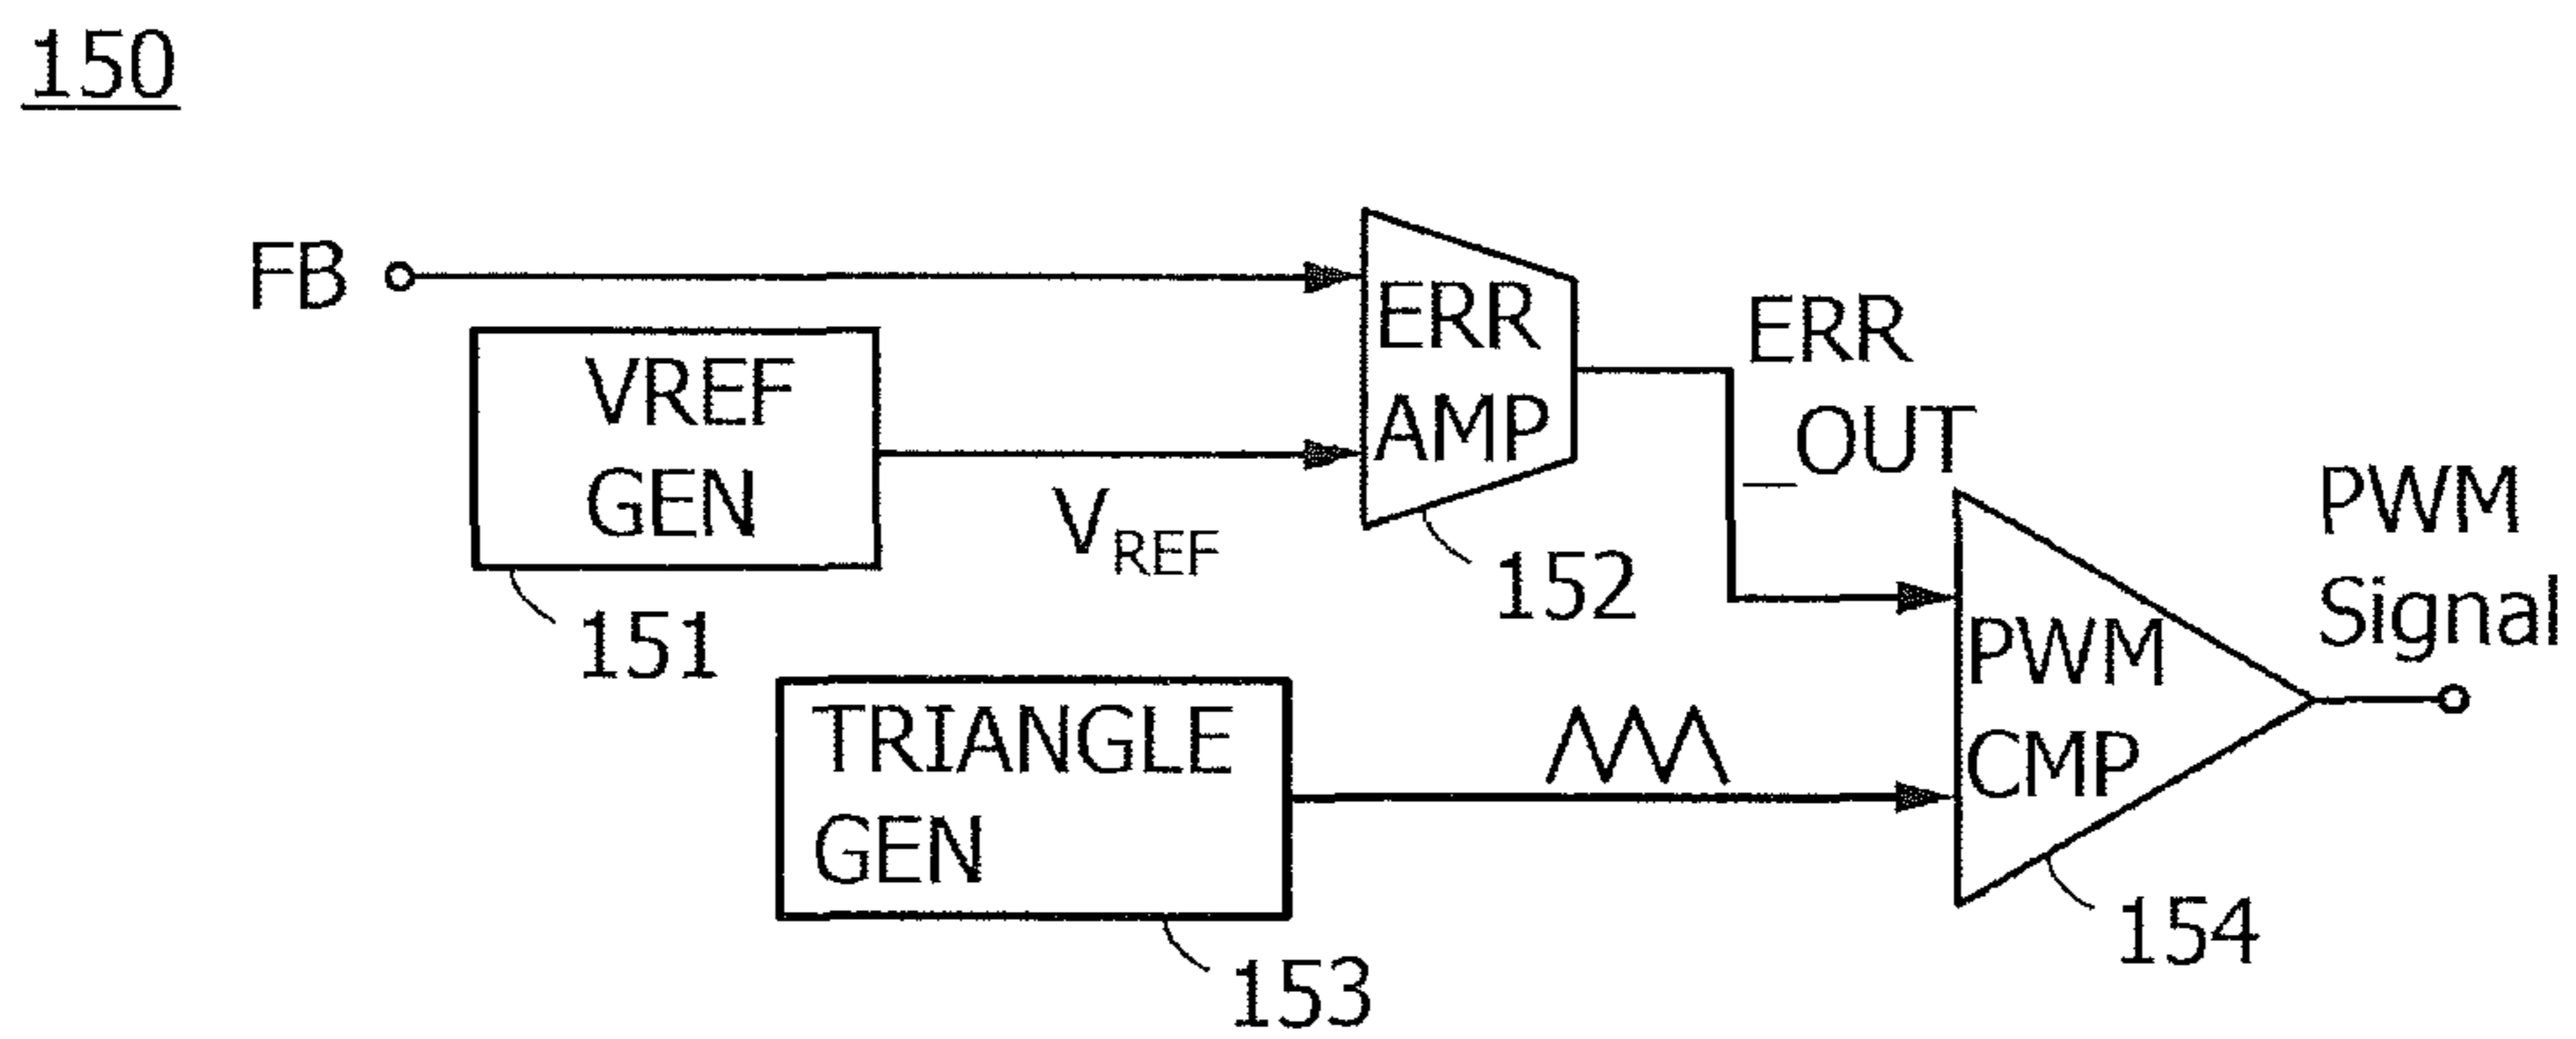 150
FB
VREF
GEN
151
VREF
ERR
AMP
152
ERR
_OUT
TRIANGLE
GEN
153
PWM
CMP
154
PWM
Signal